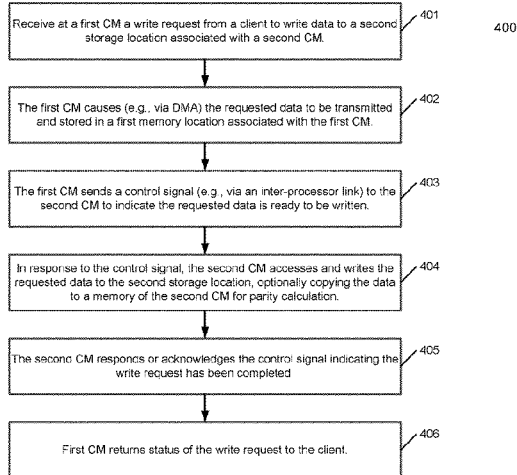 Receive at a first CM a write request from a client to write data to a second
storage location associated with a second CM.
401
400
The first CM causes (e.g., via DMA) the requested data to be transmitted
and stored in a first memory location associated with the first CM.
402
The first CM sends a control signal (e.g., via an inter-processor link) to the
second CM to indicate the requested data is ready to be written.
403
In response to the control signal, the second CM accesses and writes the
requested data to the second storage location, optionally copying the data
to a memory of the second CM for parity calculation.
404
The second CM responds or acknowledges the control signal indicating the
write request has been completed
405
First CM returns status of the write request to the client.
406